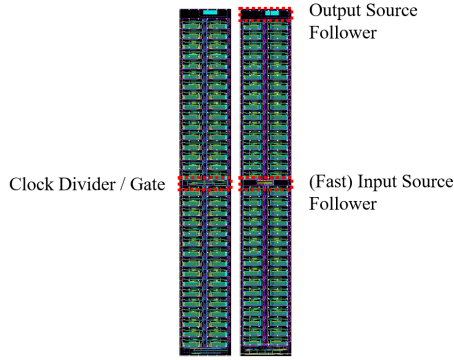 Output Source
Follower
Clock Divider / Gate
(Fast) Input Source
Follower